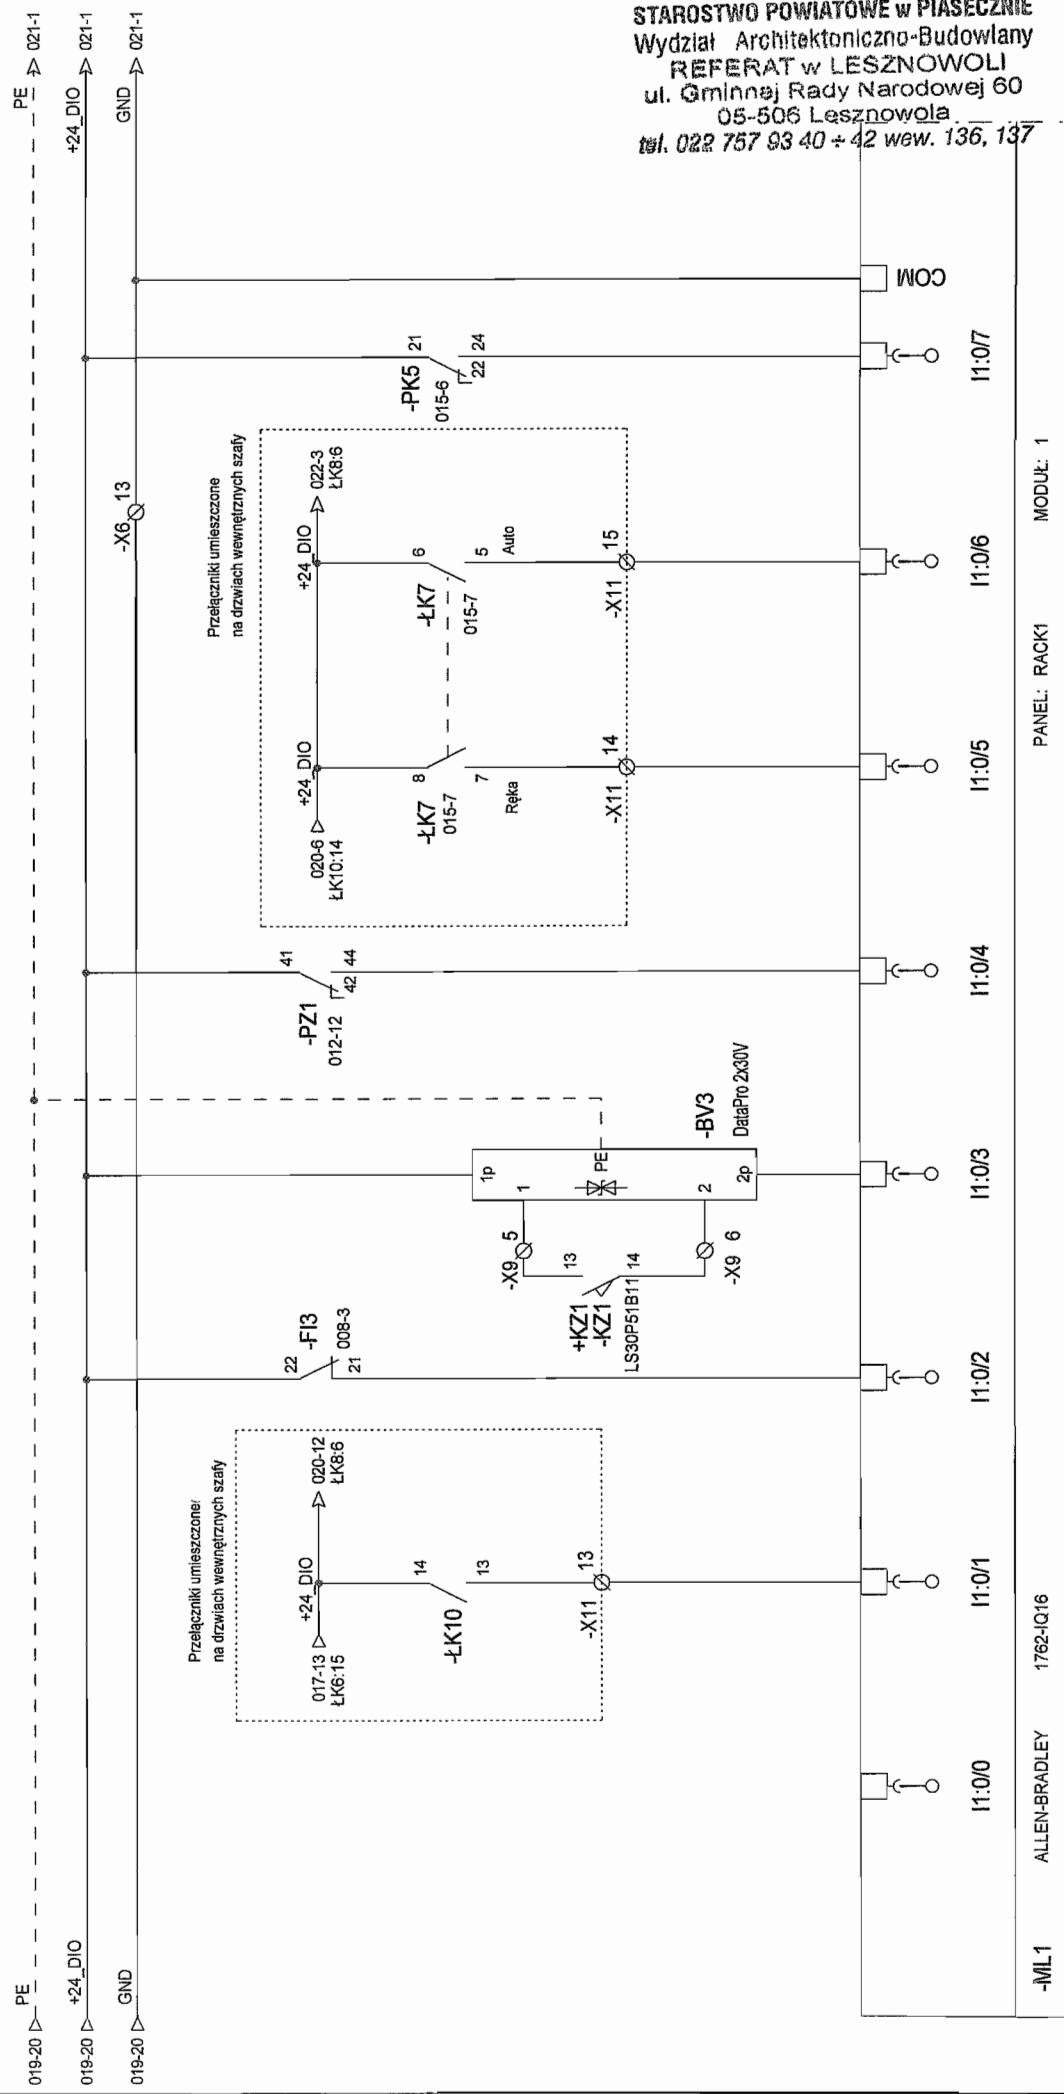 STAROSTWO POWIATOWE w PIASECZNIE
Wydział Architektoniczno-Budowlany
REFERAT w LESZNOWOLI
ul. Gminnej Rady Narodowej 60
05-506 Lesznowola
tel. 022 757 93 40 ÷ 42 wew. 136, 137
019-20
PE
PE
021-1
019-20
+24_DIO
+24_DIO
021-1
019-20
GND
GND
021-1
-X6
13
Przełączniki umieszczone
na drzwiach wewnętrznych szafy
017-13
ŁK6:15
+24_DIO
020-12
ŁK8:6
14
-ŁK10
13
-X11
13
22
-FI3
008-3
21
-X9
5
13
+KZ1
-KZ1
14
LS30P51B11
-X9
6
1p
1
PE
2
2p
-BV3
DataPro 2x30V
41
-PZ1
012-12
42
44
Przełączniki umieszczone
na drzwiach wewnętrznych szafy
020-6
ŁK10:14
+24_DIO
+24_DIO
022-3
ŁK8:6
8
-ŁK7
015-7
7
Ręka
-X11
14
6
-ŁK7
015-7
5
Auto
-X11
15
21
-PK5
015-6
22
24
COM
I1:0/0
I1:0/1
I1:0/2
I1:0/3
I1:0/4
I1:0/5
I1:0/6
I1:0/7
-ML1
ALLEN-BRADLEY
1762-IQ16
PANEL: RACK1
MODUŁ: 1